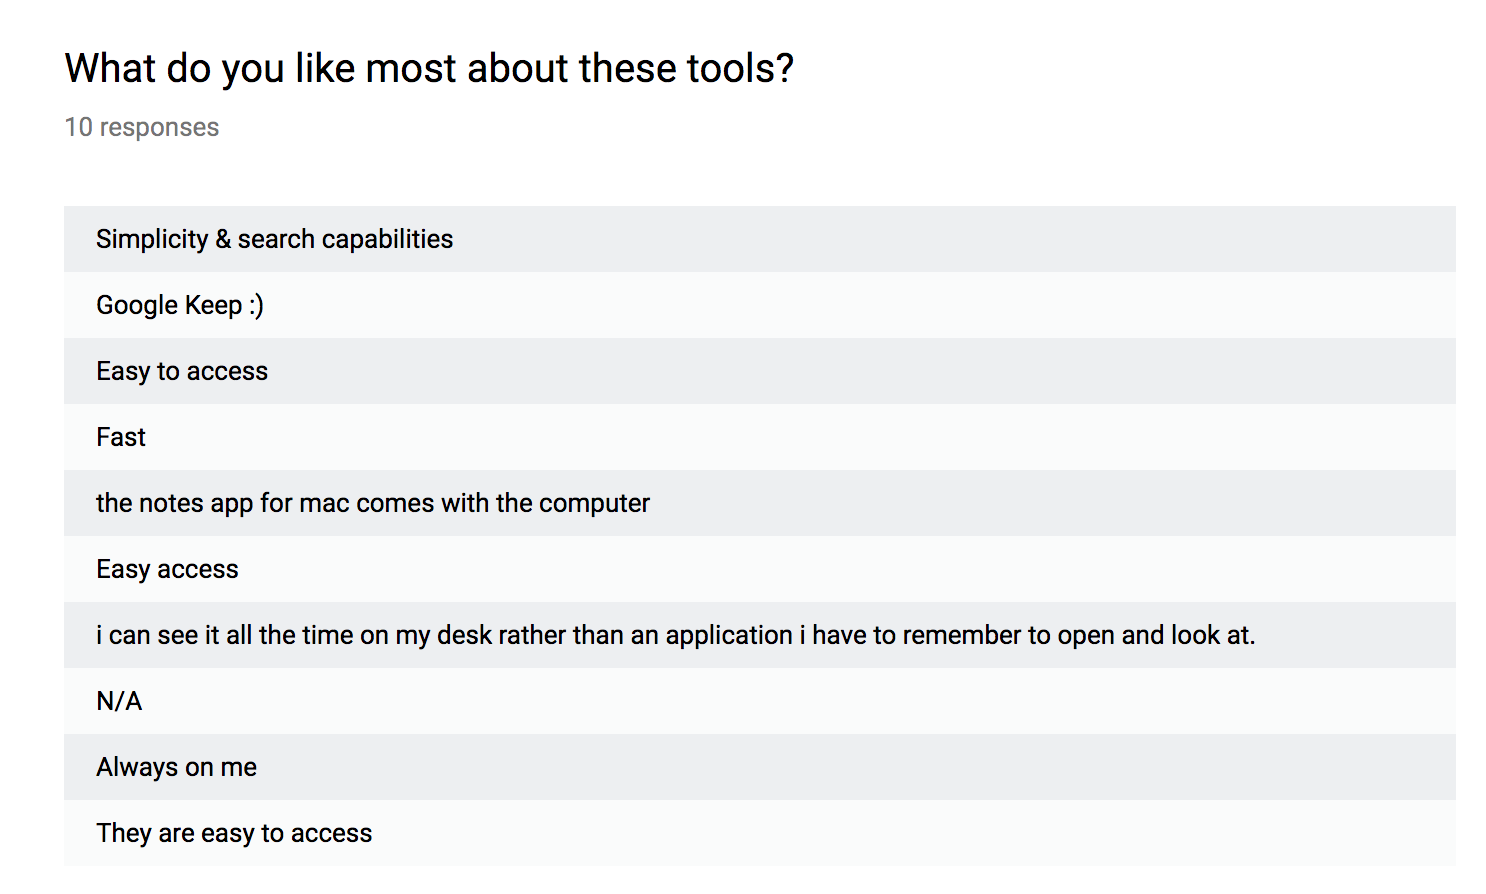 What do you like most about these tools?
10 responses
Simplicity & search capabilities
Google Keep :)
Easy to access
Fast
the notes app for mac comes with the computer
Easy access
i can see it all the time on my desk rather than an application i have to remember to open and look at.
N/A
Always on me
They are easy to access